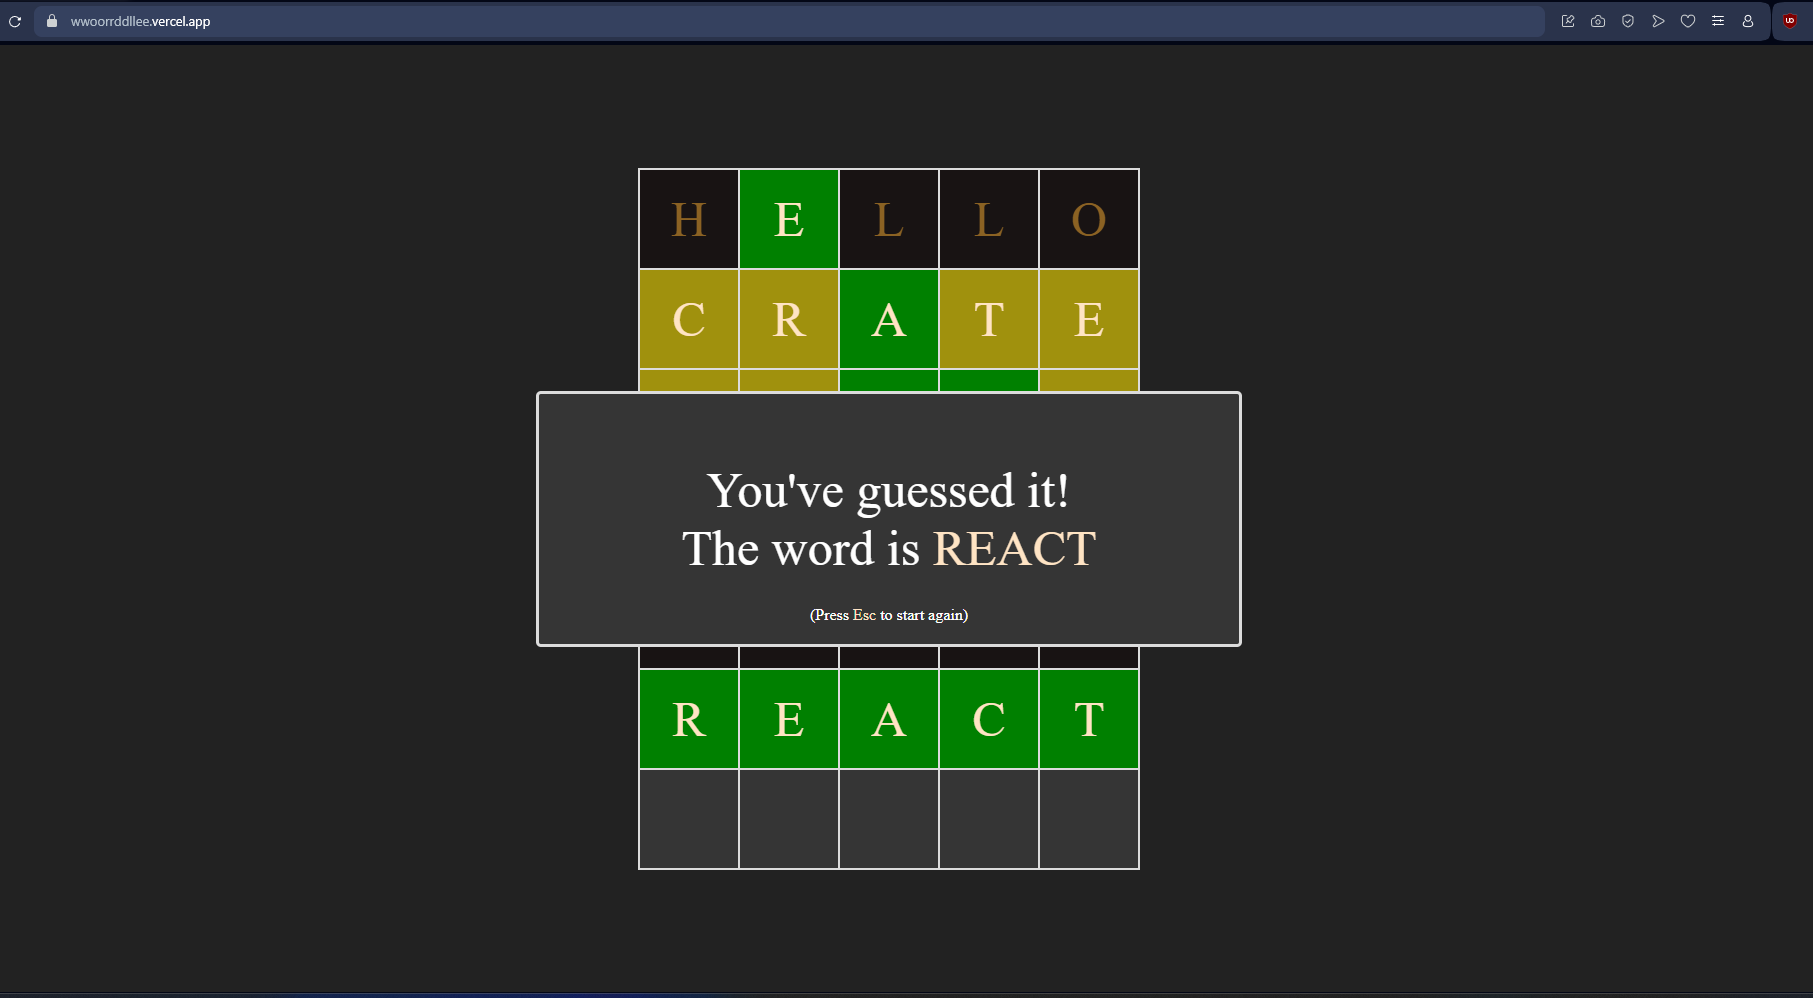 wwoorrddllee.vercel.app
H E L L O
C R A T E
You've guessed it!
The word is REACT
(Press Esc to start again)
R E A C T